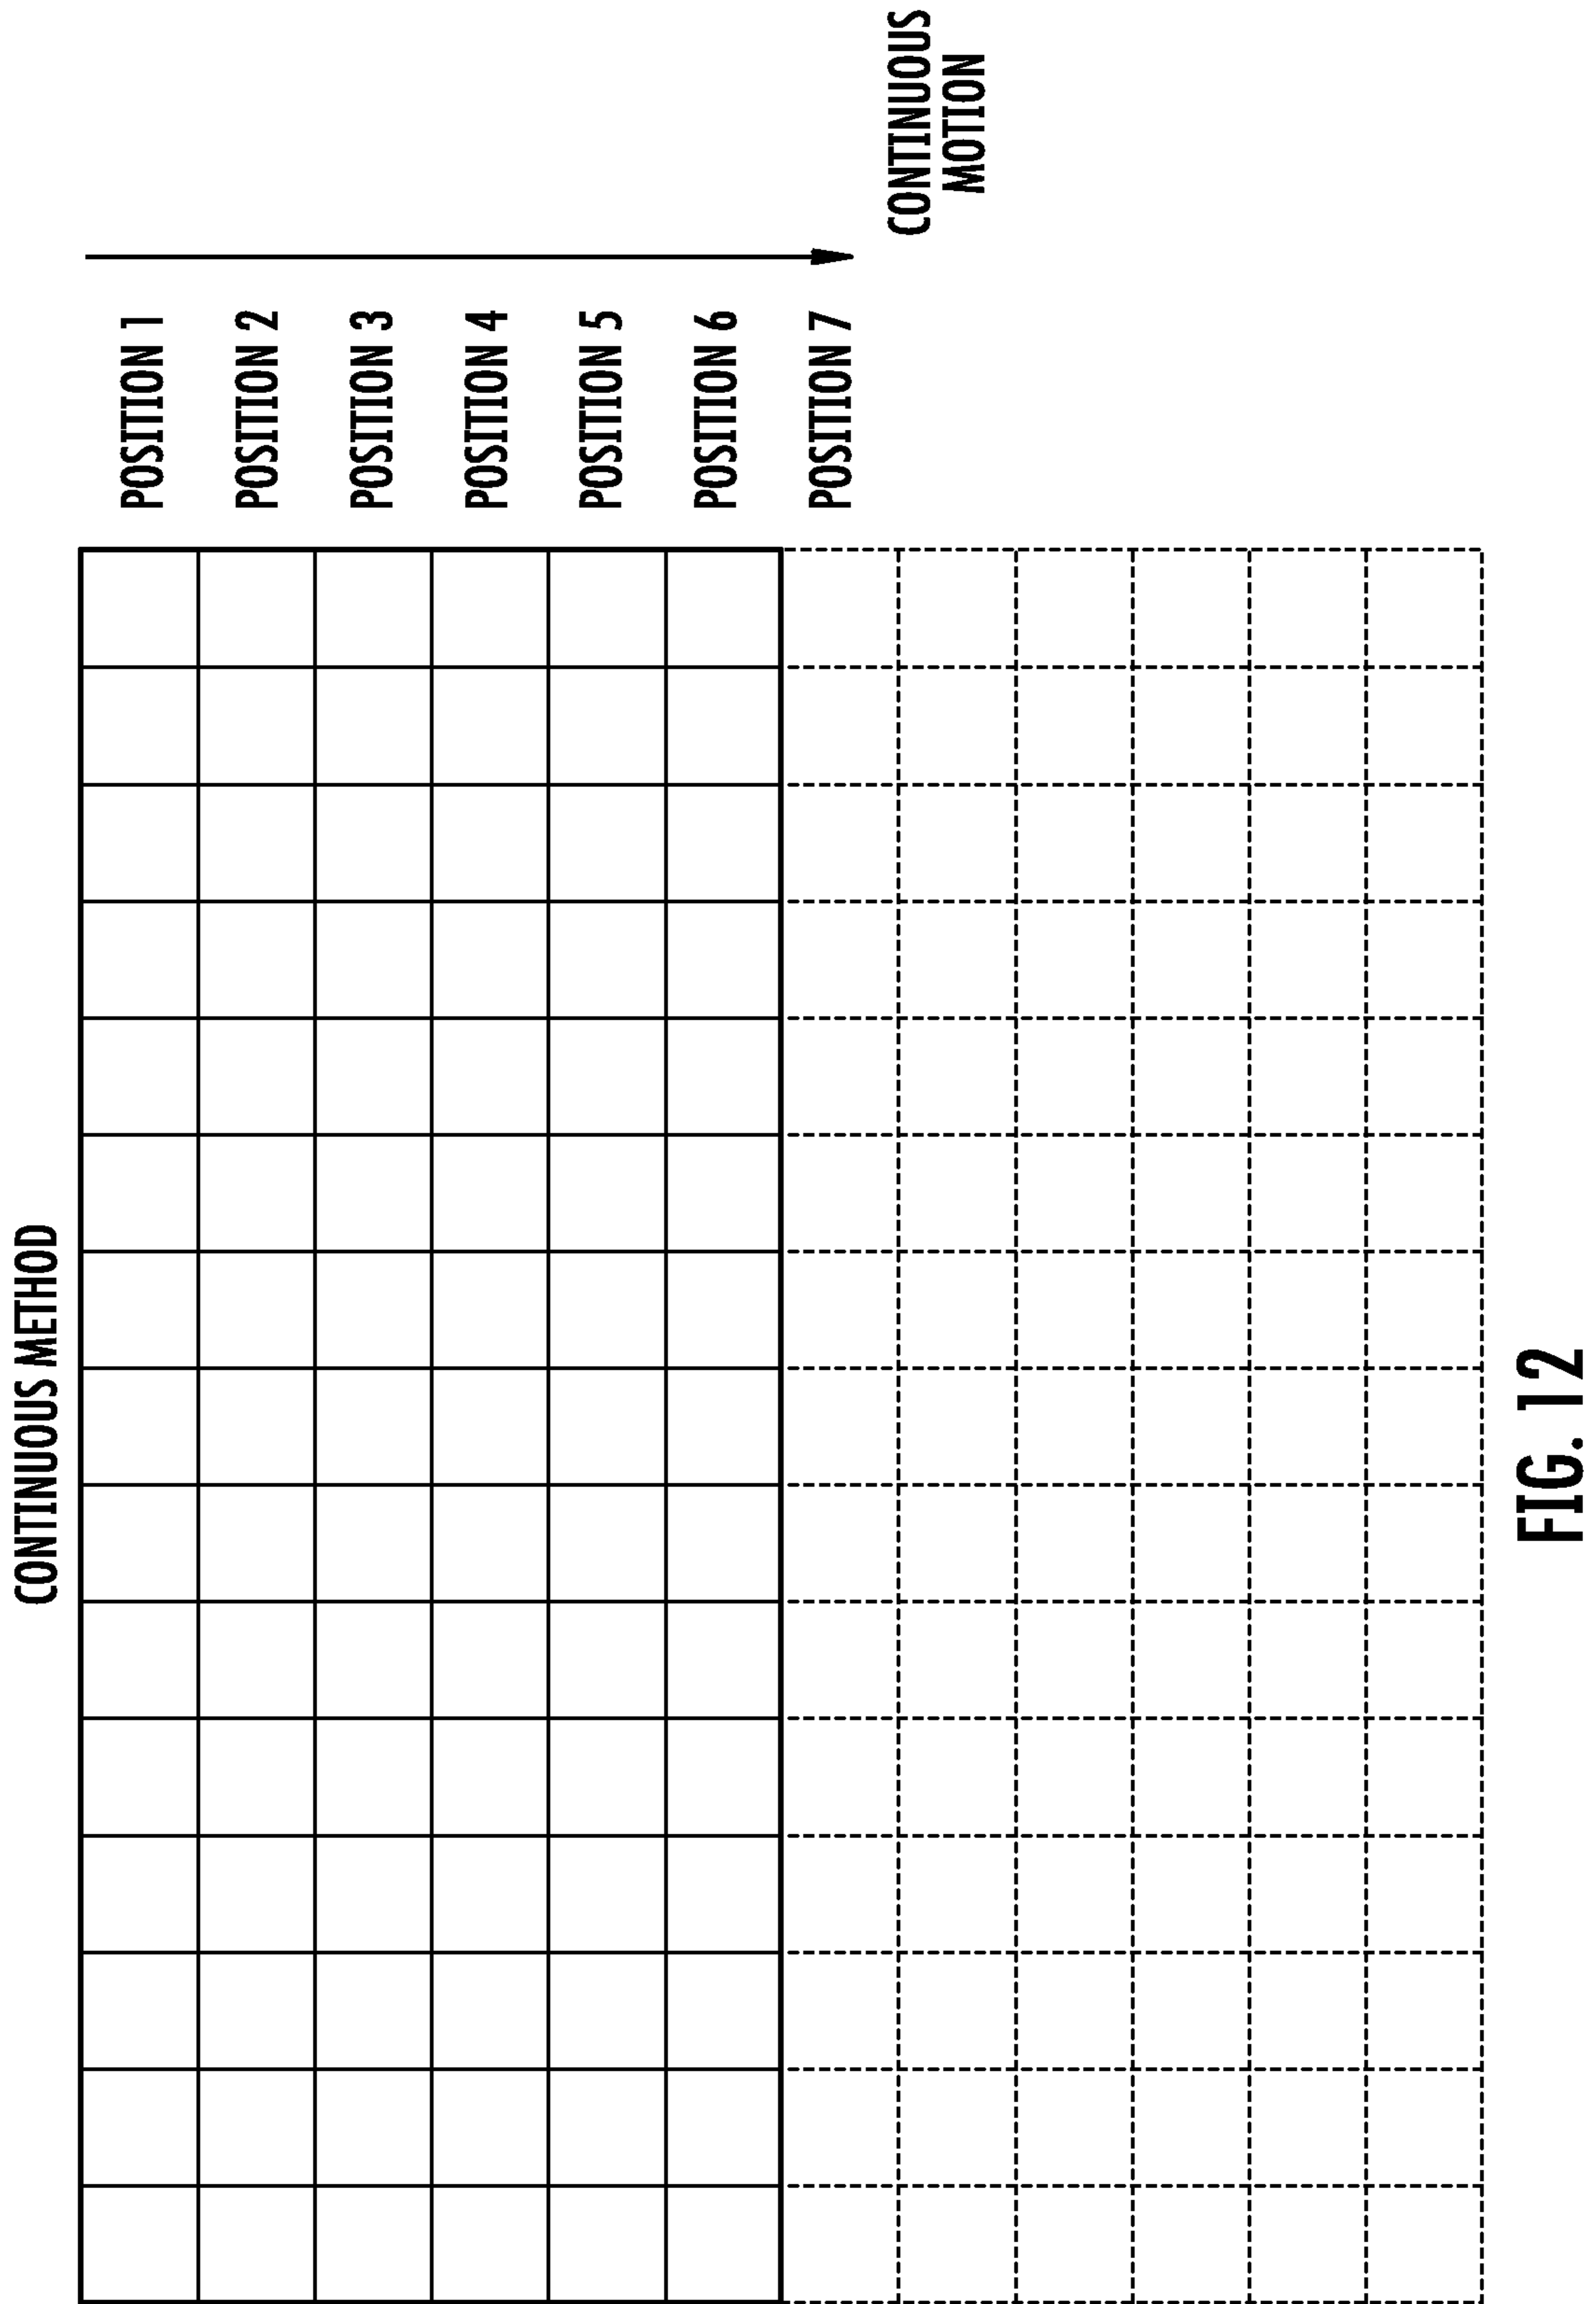 CONTINUOUS METHOD
POSITION 1
POSITION 2
POSITION 3
POSITION 4
POSITION 5
POSITION 6
POSITION 7
CONTINUOUS
MOTION
FIG. 12